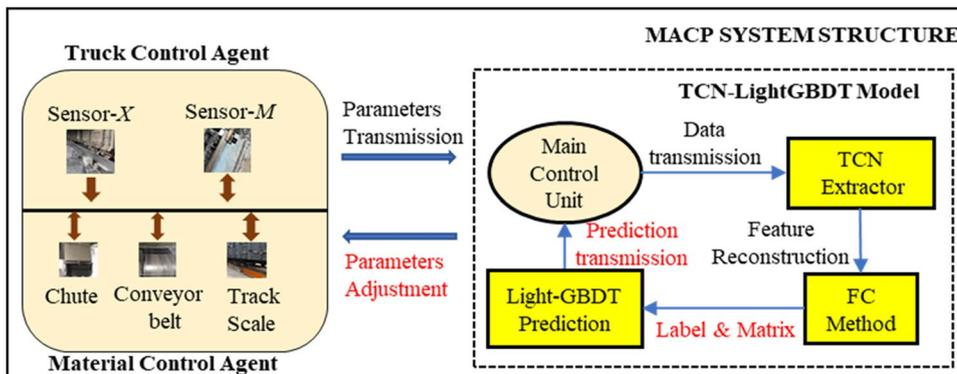 MACP SYSTEM STRUCTURE
Truck Control Agent
Sensor-X
Sensor-M
Chute
Conveyor
belt
Track
Scale
Material Control Agent
Parameters
Transmission
Parameters
Adjustment
TCN-LightGBDT Model
Main
Control
Unit
Data
transmission
TCN
Extractor
Feature
Reconstruction
FC
Method
Label & Matrix
Light-GBDT
Prediction
Prediction
transmission